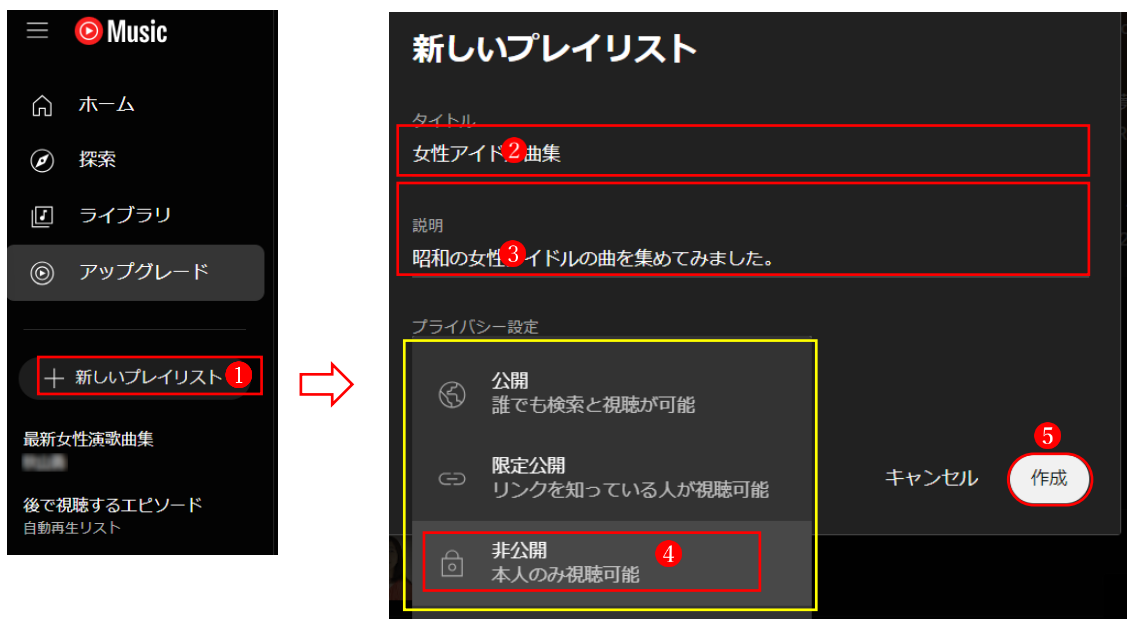 Music
ホーム
探索
ライブラリ
アップグレード
新しいプレイリスト 1
最新女性演歌曲集
後で視聴するエピソード
自動再生リスト
新しいプレイリスト
タイトル
女性アイド 2 曲集
説明
昭和の女性 3 イドルの曲を集めてみました。
プライバシー設定
公開
誰でも検索と視聴が可能
限定公開
リンクを知っている人が視聴可能
非公開 4
本人のみ視聴可能
5
キャンセル 作成